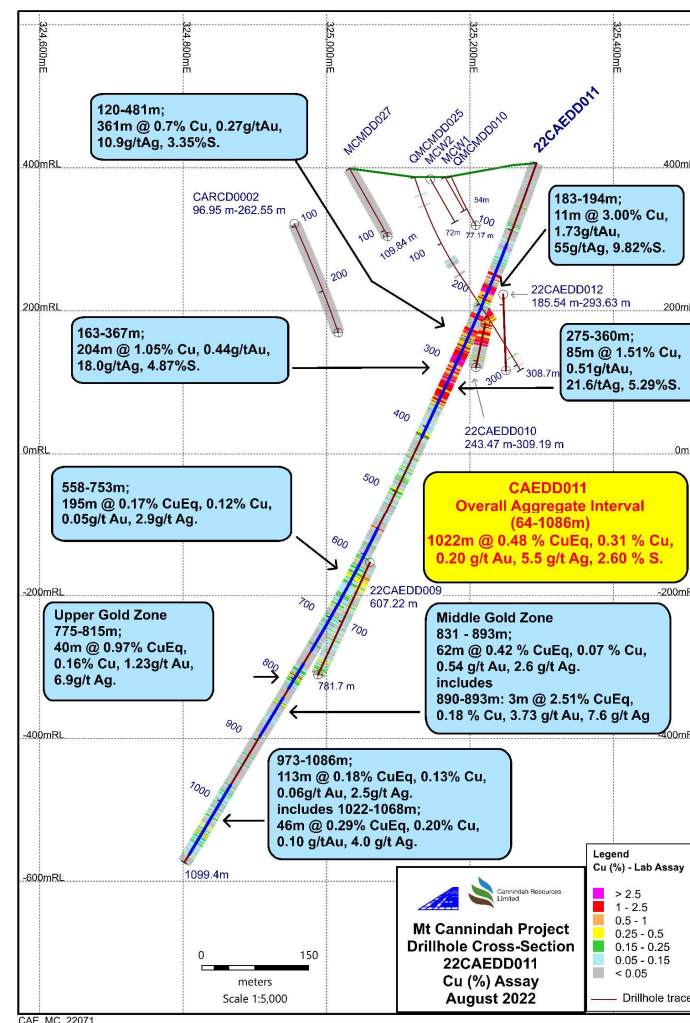 324,600mE
324,800mE
325,000mE
325,200mE
325,400mE
120-481m;
361m @ 0.7% Cu, 0.27g/tAu,
10.9g/tAg, 3.35%S.
MCMDD027
QMCMDD025
MCW2
MCW1
QMCMDD010
22CAEDD011
400mRL
CARCD0002
96.95 m-262.55 m
100
200
100
109.84 m
54m
72m
100
77.17 m
100
200
183-194m;
11m @ 3.00% Cu,
1.73g/tAu,
55g/tAg, 9.82%S.
22CAEDD012
185.54 m-293.63 m
200mRL
163-367m;
204m @ 1.05% Cu, 0.44g/tAu,
18.0g/tAg, 4.87%S.
300
300
308.7m
275-360m;
85m @ 1.51% Cu,
0.51g/tAu,
21.6/tAg, 5.29%S.
22CAEDD010
243.47 m-309.19 m
400
0mRL
500
558-753m;
195m @ 0.17% CuEq, 0.12% Cu,
0.05g/t Au, 2.9g/t Ag.
CAEDD011
Overall Aggregate Interval
(64-1086m)
1022m @ 0.48 % CuEq, 0.31 % Cu,
0.20 g/t Au, 5.5 g/t Ag, 2.60 % S.
600
-200mRL
22CAEDD009
607.22 m
700
700
781.7 m
Upper Gold Zone
775-815m;
40m @ 0.97% CuEq,
0.16% Cu, 1.23g/t Au,
6.9g/t Ag.
800
Middle Gold Zone
831 - 893m;
62m @ 0.42 % CuEq, 0.07 % Cu,
0.54 g/t Au, 2.6 g/t Ag.
includes
890-893m: 3m @ 2.51% CuEq,
0.18 % Cu, 3.73 g/t Au, 7.6 g/t Ag
900
-400mRL
973-1086m;
113m @ 0.18% CuEq, 0.13% Cu,
0.06g/t Au, 2.5g/t Ag.
includes 1022-1068m;
46m @ 0.29% CuEq, 0.20% Cu,
0.10 g/tAu, 4.0 g/t Ag.
1000
1099.4m
-600mRL
0
150
meters
Scale 1:5,000
Cannindah Resources
Limited
Mt Cannindah Project
Drillhole Cross-Section
22CAEDD011
Cu (%) Assay
August 2022
Legend
Cu (%) - Lab Assay
> 2.5
1 - 2.5
0.5 - 1
0.25 - 0.5
0.15 - 0.25
0.05 - 0.15
< 0.05
Drillhole trace
CAE_MC_22071